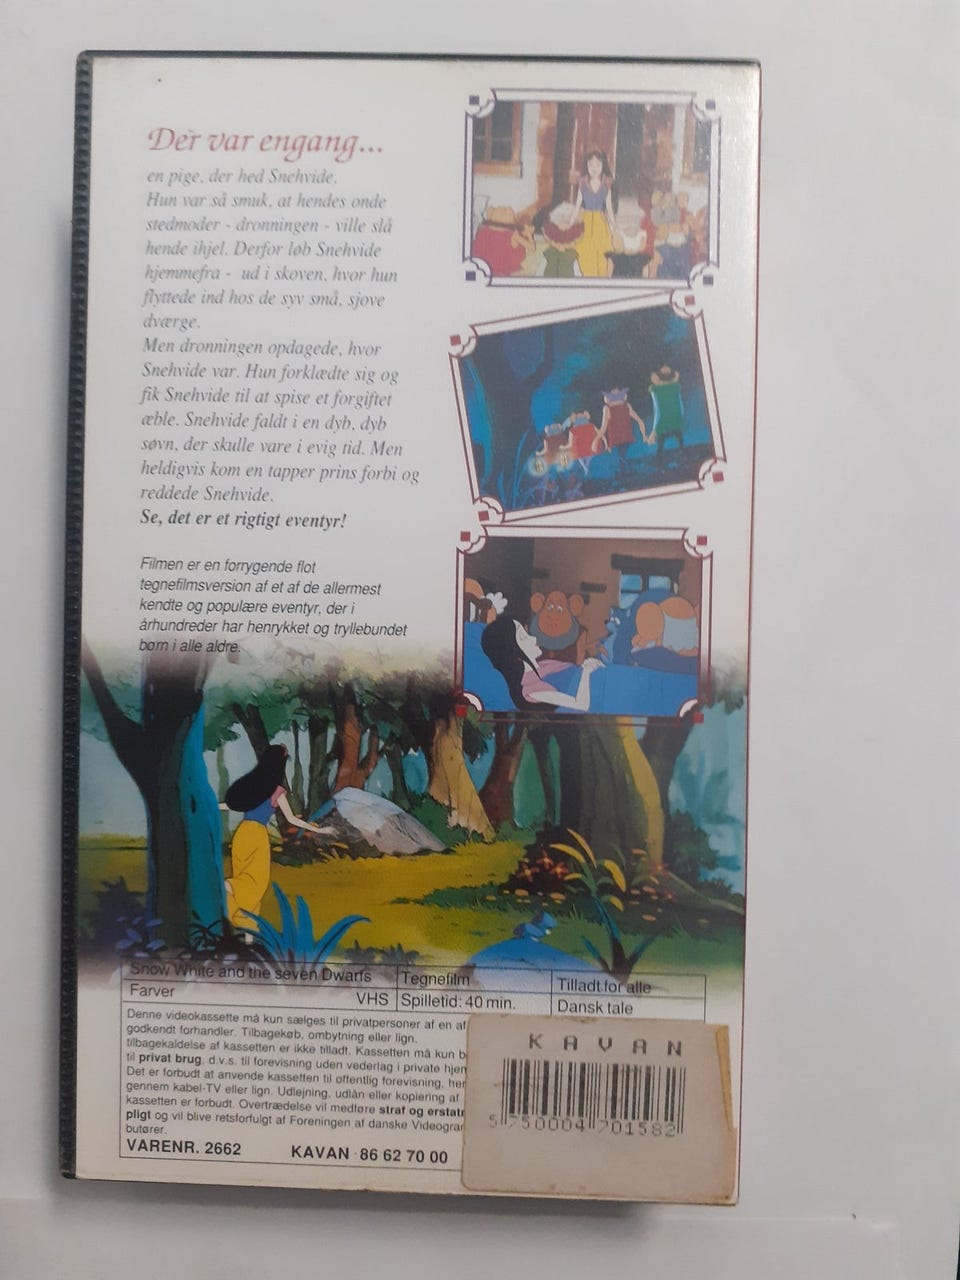 Der var engang...
en pige, der hed Snehvide.
Hun var så smuk, at hendes onde
stedmoder - dronningen - ville slå
hende ihjel. Derfor løb Snehvide
hjemmefra - ud i skoven, hvor hun
flyttede ind hos de syv små, sjove
dværge.
Men dronningen opdagede, hvor
Snehvide var. Hun forklædte sig og
fik Snehvide til at spise et forgiftet
æble. Snehvide faldt i en dyb, dyb
søvn, der skulle vare i evig tid. Men
heldigvis kom en tapper prins forbi og
reddede Snehvide.
Se, det er et rigtigt eventyr!
Filmen er en forrygende flot
tegnefilmsversion af et af de allermest
kendte og populære eventyr, der i
århundreder har henrykket og tryllebundet
børn i alle aldre.
Snow White and the seven Dwarfs Tegnefilm Tilladt for alle
Farver VHS Spilletid: 40 min. Dansk tale
Denne videokassette må kun sælges til privatpersoner af en af
godkendt forhandler. Tilbagekøb, ombytning eller lign.
tilbagekaldelse af kassetten er ikke tilladt. Kassetten må kun b
til privat brug, d.v.s. til forevisning uden vederlag i private hjem
Det er forbudt at anvende kassetten til offentlig forevisning, her
gennem kabel-TV eller lign. Udlejning, udlån eller kopiering af
kassetten er forbudt. Overtrædelse vil medføre straf og erstatn
pligt og vil blive retsforfulgt af Foreningen af danske Videogra
butører.
VARENR. 2662 KAVAN 86 62 70 00
KAVAN
5 750004 701582